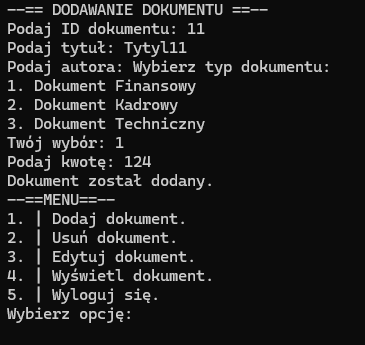 --== DODAWANIE DOKUMENTU ==--
Podaj ID dokumentu: 11
Podaj tytuł: Tytyl11
Podaj autora: Wybierz typ dokumentu:
1. Dokument Finansowy
2. Dokument Kadrowy
3. Dokument Techniczny
Twój wybór: 1
Podaj kwotę: 124
Dokument został dodany.
--==MENU==--
1. | Dodaj dokument.
2. | Usuń dokument.
3. | Edytuj dokument.
4. | Wyświetl dokument.
5. | Wyloguj się.
Wybierz opcję: